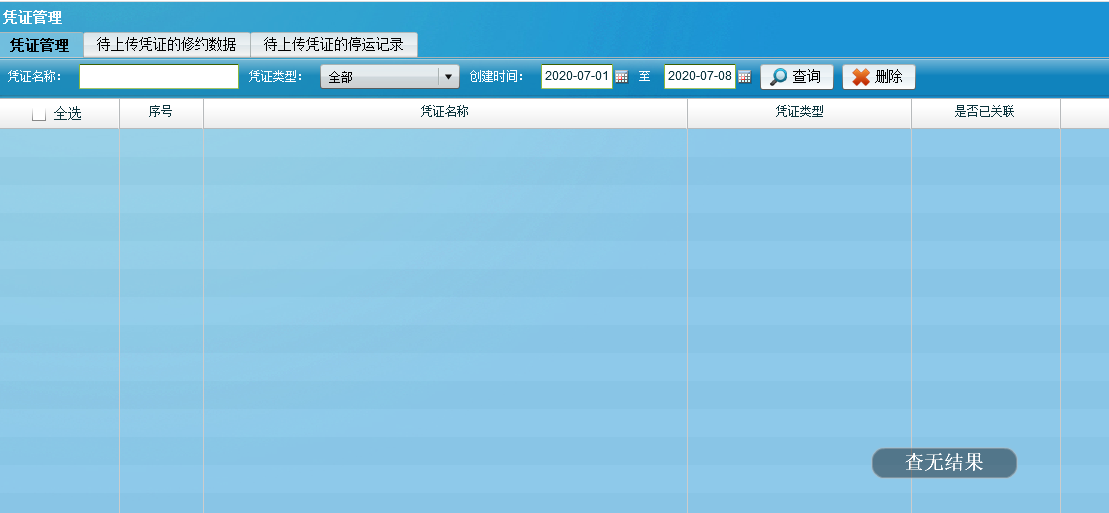 凭证管理
凭证管理 待上传凭证的修约数据 待上传凭证的停运记录
凭证名称： 凭证类型： 全部 创建时间： 2020-07-01 至 2020-07-08 查询 删除
全选 序号 凭证名称 凭证类型 是否已关联
查无结果